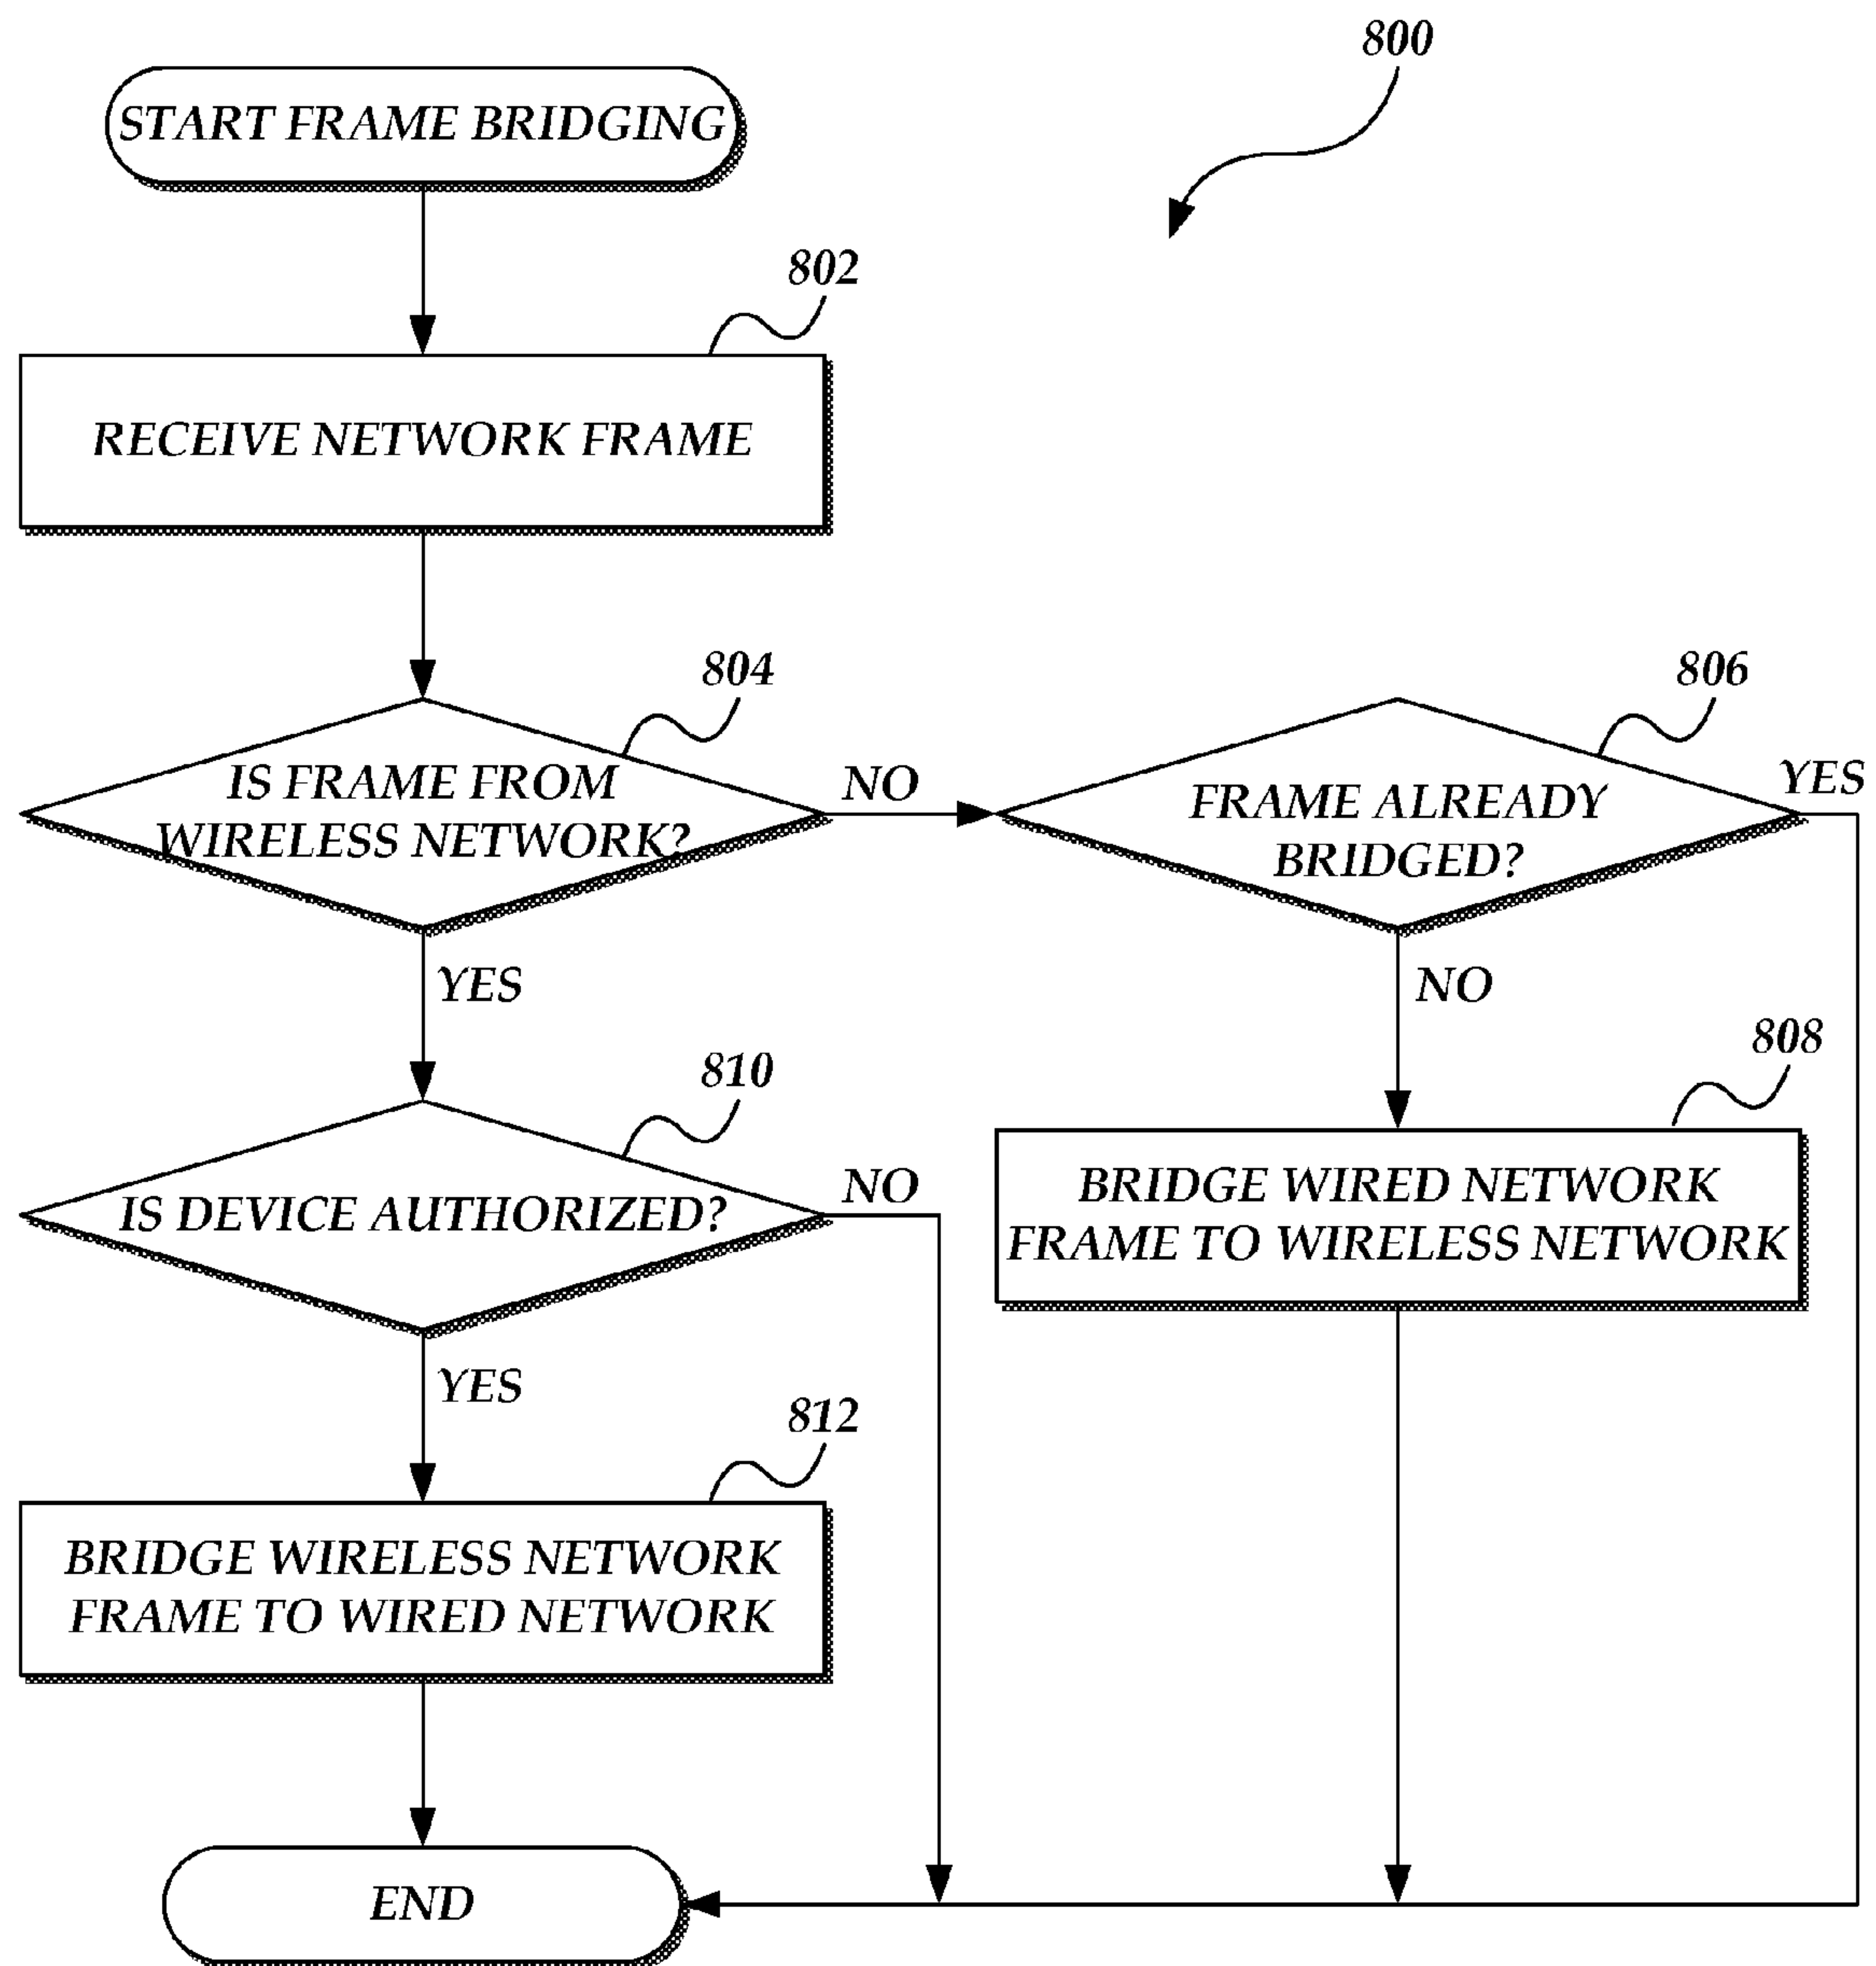 800
START FRAME BRIDGING
802
RECEIVE NETWORK FRAME
804
IS FRAME FROM
WIRELESS NETWORK?
NO
806
FRAME ALREADY
BRIDGED?
YES
YES
NO
808
BRIDGE WIRED NETWORK
FRAME TO WIRELESS NETWORK
810
IS DEVICE AUTHORIZED?
NO
YES
812
BRIDGE WIRELESS NETWORK
FRAME TO WIRED NETWORK
END